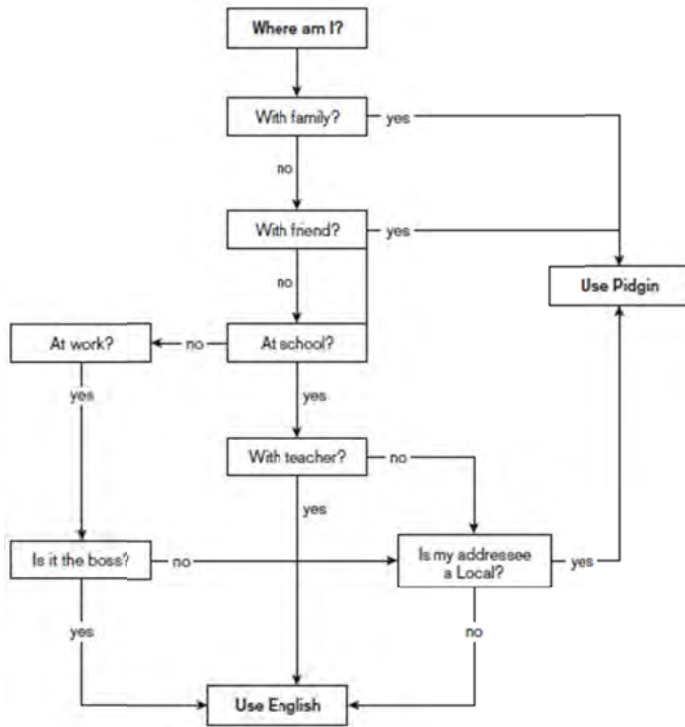 Where am I?
With family?
yes
no
With friend?
yes
no
Use Pidgin
At work?
no
At school?
yes
yes
With teacher?
no
yes
Is it the boss?
no
Is my addressee
a Local?
yes
yes
no
Use English